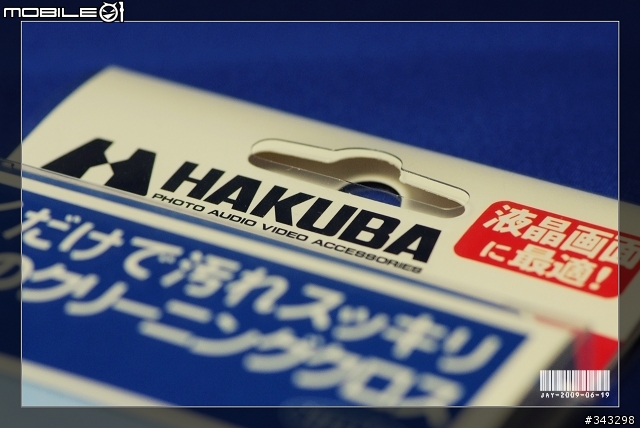 MOBILE01
HAKUBA
PHOTO AUDIO VIDEO ACCESSORIES
液晶画面
に最適!
だけで汚れスッキリ
のクリーニングクロス
JAY-2009-06-19
#343298